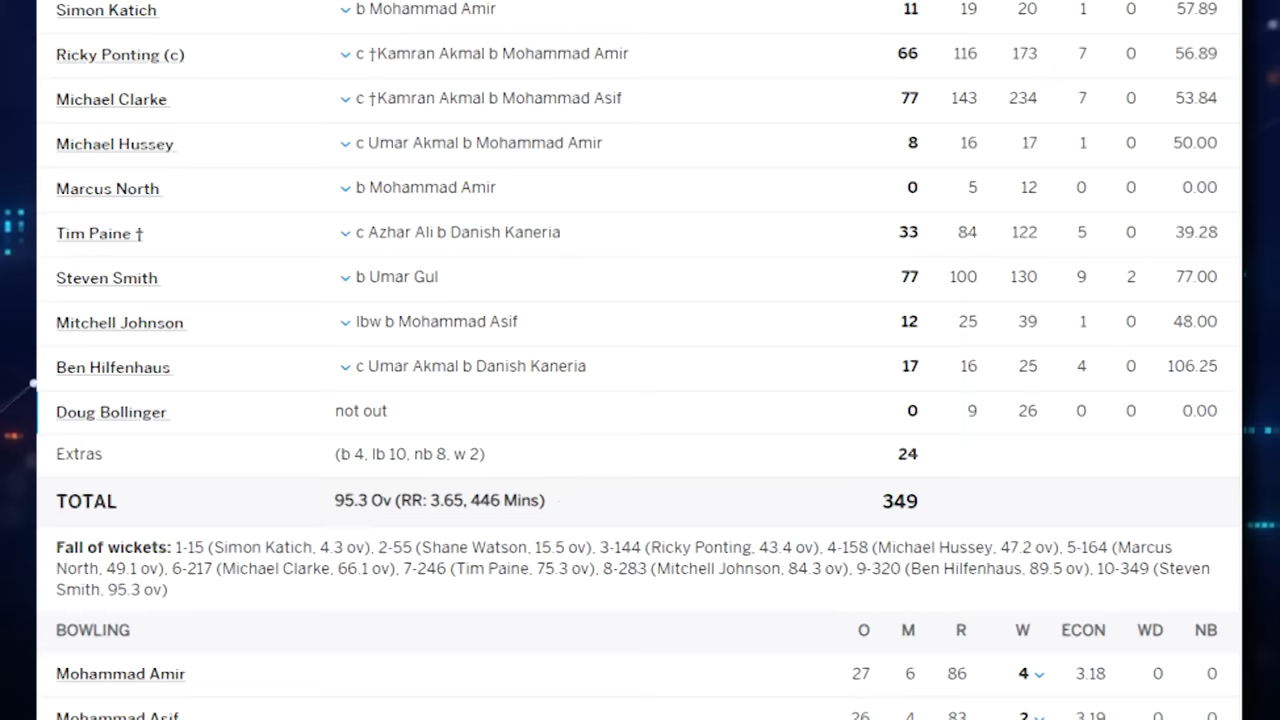 Simon Katich b Mohammad Amir 11 19 20 1 0 57.89
Ricky Ponting (c) c †Kamran Akmal b Mohammad Amir 66 116 173 7 0 56.89
Michael Clarke c †Kamran Akmal b Mohammad Asif 77 143 234 7 0 53.84
Michael Hussey c Umar Akmal b Mohammad Amir 8 16 17 1 0 50.00
Marcus North b Mohammad Amir 0 5 12 0 0 0.00
Tim Paine † c Azhar Ali b Danish Kaneria 33 84 122 5 0 39.28
Steven Smith b Umar Gul 77 100 130 9 2 77.00
Mitchell Johnson lbw b Mohammad Asif 12 25 39 1 0 48.00
Ben Hilfenhaus c Umar Akmal b Danish Kaneria 17 16 25 4 0 106.25
Doug Bollinger not out 0 9 26 0 0 0.00
Extras (b 4, lb 10, nb 8, w 2) 24
TOTAL 95.3 Ov (RR: 3.65, 446 Mins) 349
Fall of wickets: 1-15 (Simon Katich, 4.3 ov), 2-55 (Shane Watson, 15.5 ov), 3-144 (Ricky Ponting, 43.4 ov), 4-158 (Michael Hussey, 47.2 ov), 5-164 (Marcus
North, 49.1 ov), 6-217 (Michael Clarke, 66.1 ov), 7-246 (Tim Paine, 75.3 ov), 8-283 (Mitchell Johnson, 84.3 ov), 9-320 (Ben Hilfenhaus, 89.5 ov), 10-349 (Steven
Smith, 95.3 ov)
BOWLING O M R W ECON WD NB
Mohammad Amir 27 6 86 4 3.18 0 0
Mohammad Asif 26 4 83 2 3.19 0 0